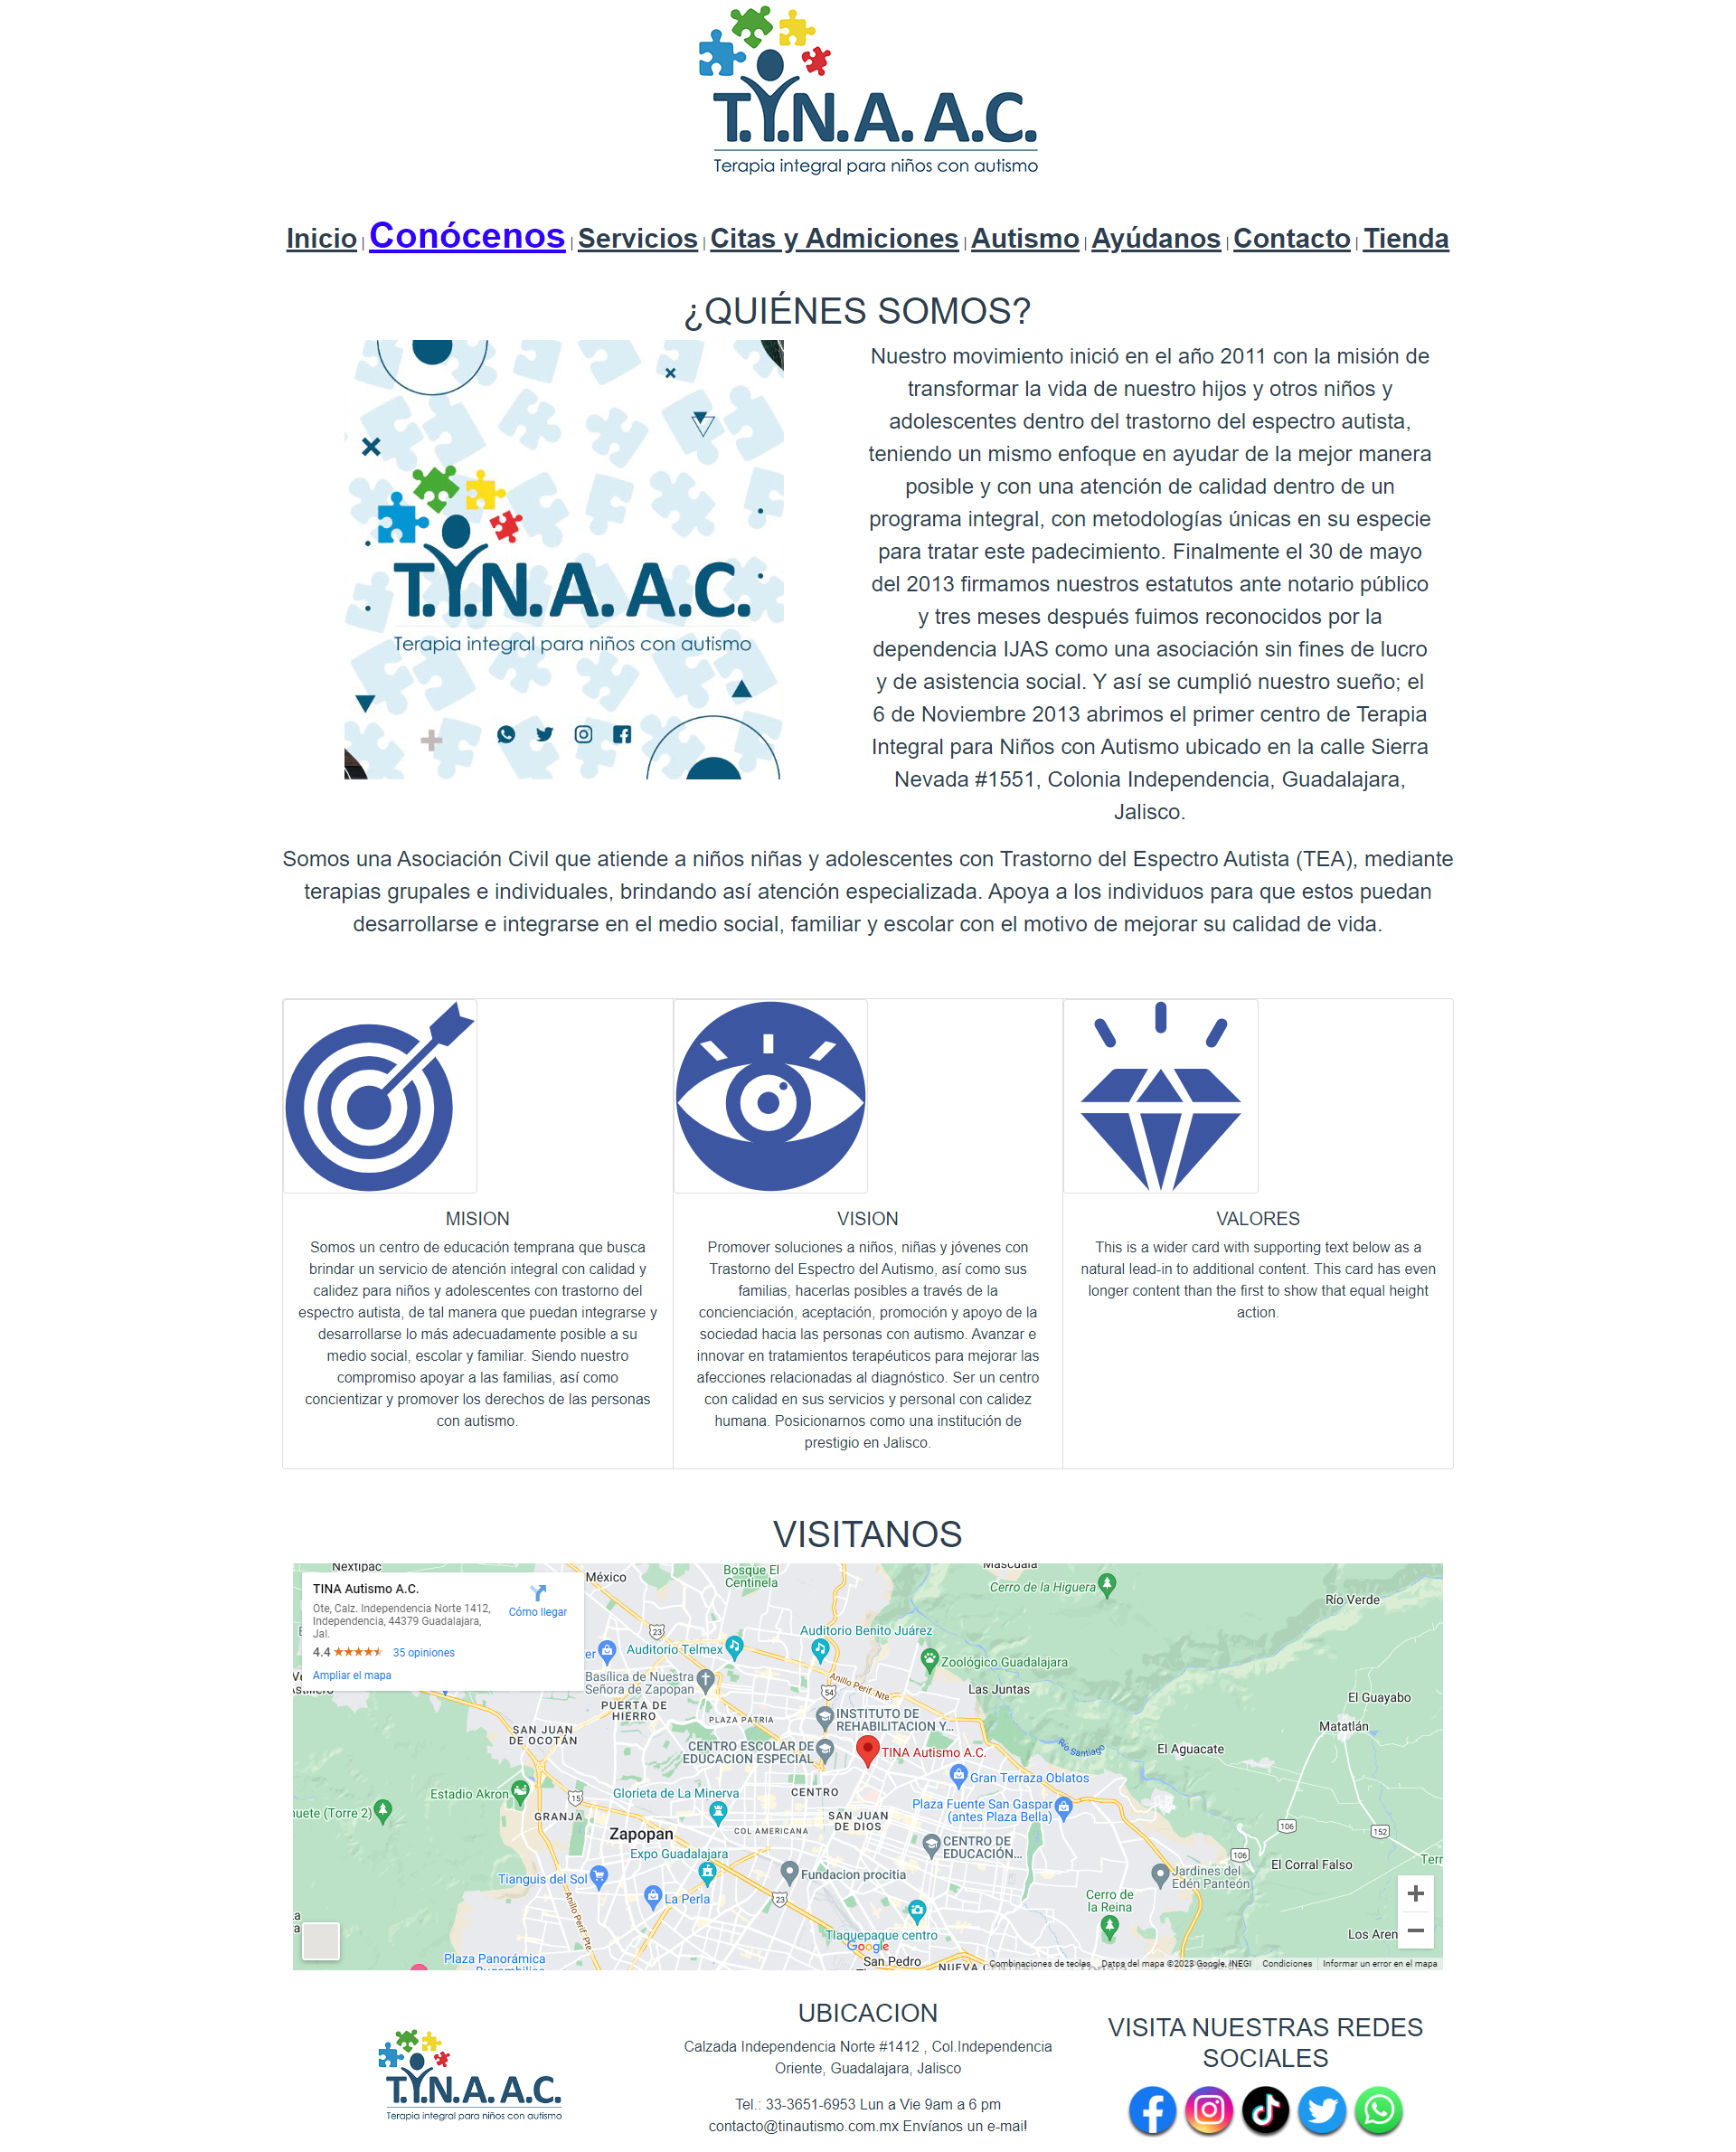 T.I.N.A. A.C.
Terapia integral para niños con autismo
Inicio | Conócenos | Servicios | Citas y Admiciones | Autismo | Ayúdanos | Contacto | Tienda
¿QUIÉNES SOMOS?
T.I.N.A. A.C.
Terapia integral para niños con autismo
Nuestro movimiento inició en el año 2011 con la misión de
transformar la vida de nuestro hijos y otros niños y
adolescentes dentro del trastorno del espectro autista,
teniendo un mismo enfoque en ayudar de la mejor manera
posible y con una atención de calidad dentro de un
programa integral, con metodologías únicas en su especie
para tratar este padecimiento. Finalmente el 30 de mayo
del 2013 firmamos nuestros estatutos ante notario público
y tres meses después fuimos reconocidos por la
dependencia IJAS como una asociación sin fines de lucro
y de asistencia social. Y así se cumplió nuestro sueño; el
6 de Noviembre 2013 abrimos el primer centro de Terapia
Integral para Niños con Autismo ubicado en la calle Sierra
Nevada #1551, Colonia Independencia, Guadalajara,
Jalisco.
Somos una Asociación Civil que atiende a niños niñas y adolescentes con Trastorno del Espectro Autista (TEA), mediante
terapias grupales e individuales, brindando así atención especializada. Apoya a los individuos para que estos puedan
desarrollarse e integrarse en el medio social, familiar y escolar con el motivo de mejorar su calidad de vida.
MISION
Somos un centro de educación temprana que busca
brindar un servicio de atención integral con calidad y
calidez para niños y adolescentes con trastorno del
espectro autista, de tal manera que puedan integrarse y
desarrollarse lo más adecuadamente posible a su
medio social, escolar y familiar. Siendo nuestro
compromiso apoyar a las familias, así como
concientizar y promover los derechos de las personas
con autismo.
VISION
Promover soluciones a niños, niñas y jóvenes con
Trastorno del Espectro del Autismo, así como sus
familias, hacerlas posibles a través de la
concienciación, aceptación, promoción y apoyo de la
sociedad hacia las personas con autismo. Avanzar e
innovar en tratamientos terapéuticos para mejorar las
afecciones relacionadas al diagnóstico. Ser un centro
con calidad en sus servicios y personal con calidez
humana. Posicionarnos como una institución de
prestigio en Jalisco.
VALORES
This is a wider card with supporting text below as a
natural lead-in to additional content. This card has even
longer content than the first to show that equal height
action.
VISITANOS
Nextipac
TINA Autismo A.C.
Ote, Calz. Independencia Norte 1412,
Independencia, 44379 Guadalajara,
Jal.
4.4 35 opiniones
Ampliar el mapa
Cómo llegar
México
Bosque El
Centinela
Mascuala
Cerro de la Higuera
Río Verde
23
Auditorio Telmex
Auditorio Benito Juárez
Zoológico Guadalajara
Basílica de Nuestra
Señora de Zapopan
54
Anillo Perif. Nte.
Las Juntas
El Guayabo
PUERTA DE
HIERRO
PLAZA PATRIA
INSTITUTO DE
REHABILITACION Y...
Matatlán
SAN JUAN
DE OCOTÁN
CENTRO ESCOLAR DE
EDUCACION ESPECIAL
TINA Autismo A.C.
Río Santiago
El Aguacate
Gran Terraza Oblatos
Estadio Akron
15
Glorieta de La Minerva
CENTRO
uete (Torre 2)
GRANJA
Plaza Fuente San Gaspar
(antes Plaza Bella)
SAN JUAN
DE DIOS
106
152
Zapopan
COL AMERICANA
CENTRO DE
EDUCACIÓN...
Expo Guadalajara
106
El Corral Falso
Terr
Tianguis del Sol
Fundacion procitia
Jardines del
Edén Panteón
La Perla
23
Cerro de
la Reina
Anillo Perif. Pte.
Tlaquepaque centro
Los Aren
Google
Plaza Panorámica
San Pedro
Combinaciones de teclas
Datos del mapa ©2023 Google, INEGI
Condiciones
Informar un error en el mapa
T.I.N.A. A.C.
Terapia integral para niños con autismo
UBICACION
Calzada Independencia Norte #1412 , Col.Independencia
Oriente, Guadalajara, Jalisco
Tel.: 33-3651-6953 Lun a Vie 9am a 6 pm
contacto@tinautismo.com.mx Envíanos un e-mail
VISITA NUESTRAS REDES
SOCIALES